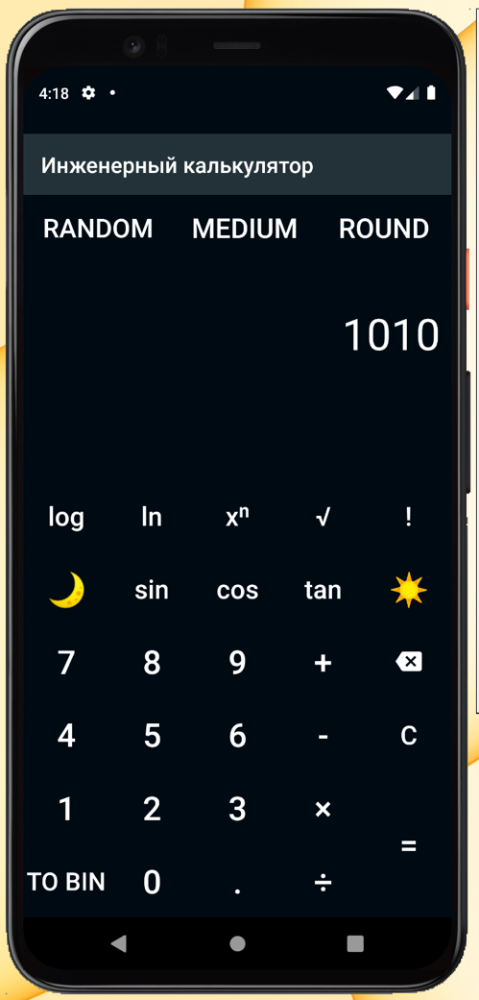 4:18
Инженерный калькулятор
RANDOM MEDIUM ROUND
1010
log ln xⁿ √ !
sin cos tan
7 8 9 +
4 5 6 - C
1 2 3 ×
=
TO BIN 0 . ÷